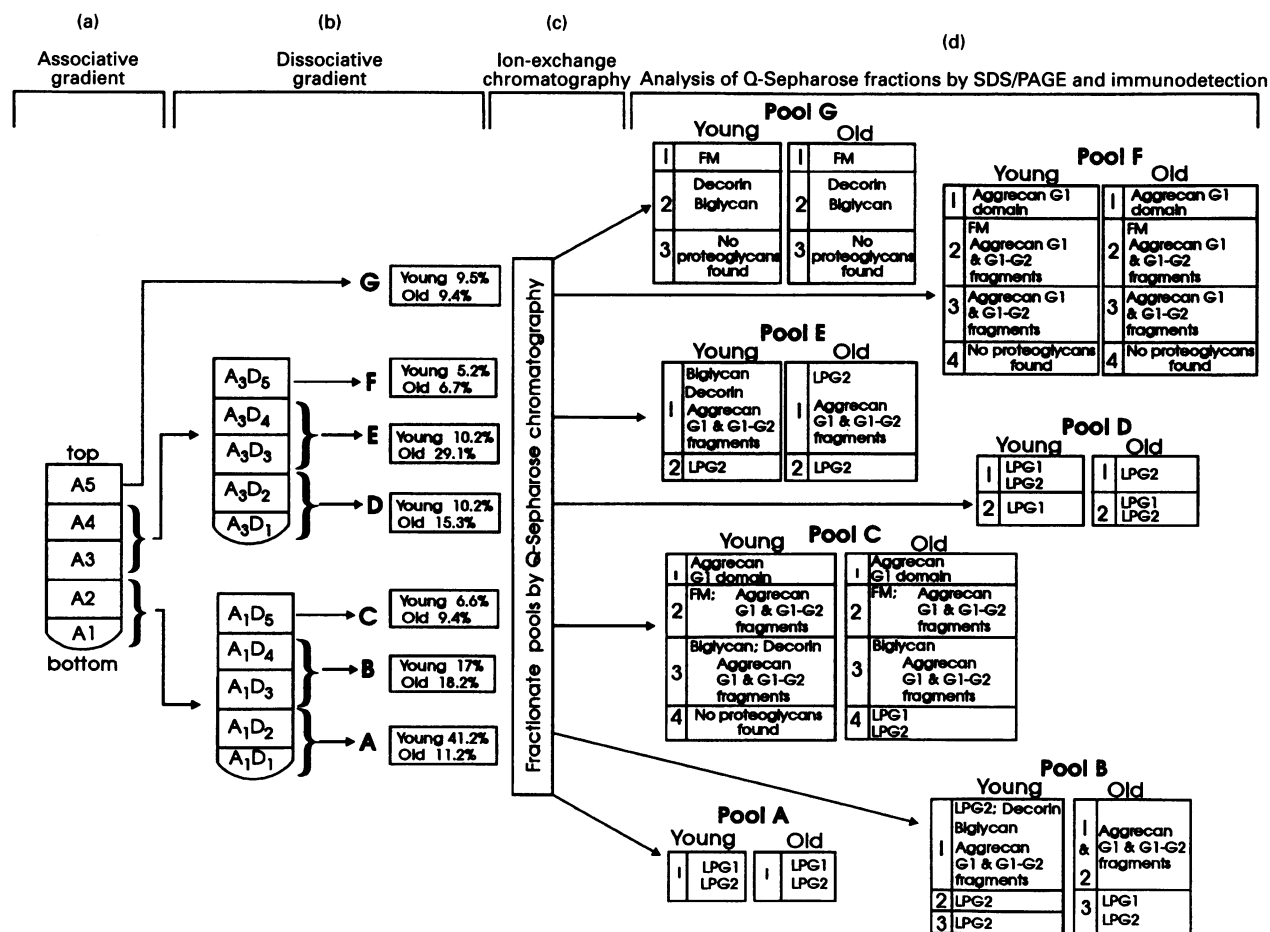 (a)
(b)
(c)
(d)
Associative
gradient
Dissociative
gradient
Ion-exchange
chromatography
Analysis of Q-Sepharose fractions by SDS/PAGE and immunodetection
top
A5
A4
A3
A2
A1
bottom
A3D5
A3D4
A3D3
A3D2
A3D1
A1D5
A1D4
A1D3
A1D2
A1D1
G
Young 9.5%
Old 9.4%
F
Young 5.2%
Old 6.7%
E
Young 10.2%
Old 29.1%
D
Young 10.2%
Old 15.3%
C
Young 6.6%
Old 9.4%
B
Young 17%
Old 18.2%
A
Young 41.2%
Old 11.2%
Fractionate pools by Q-Sepharose chromatography
Pool G
Young
1 FM
2 Decorin
Biglycan
3 No
proteoglycans
found
Old
1 FM
2 Decorin
Biglycan
3 No
proteoglycans
found
Pool F
Young
1 Aggrecan G1
domain
2 FM
Aggrecan G1
& G1-G2
fragments
3 Aggrecan G1
& G1-G2
fragments
4 No proteoglycans
found
Old
1 Aggrecan G1
domain
2 FM
Aggrecan G1
& G1-G2
fragments
3 Aggrecan G1
& G1-G2
fragments
4 No proteoglycans
found
Pool E
Young
1 Biglycan
Decorin
Aggrecan
G1 & G1-G2
fragments
2 LPG2
Old
1 LPG2
Aggrecan
G1 & G1-G2
fragments
2 LPG2
Pool D
Young
1 LPG1
LPG2
2 LPG1
Old
1 LPG2
2 LPG1
LPG2
Pool C
Young
1 Aggrecan
G1 domain
2 FM; Aggrecan
G1 & G1-G2
fragments
3 Biglycan; Decorin
Aggrecan
G1 & G1-G2
fragments
4 No proteoglycans
found
Old
1 Aggrecan
G1 domain
2 FM; Aggrecan
G1 & G1-G2
fragments
3 Biglycan
Aggrecan
G1 & G1-G2
fragments
4 LPG1
LPG2
Pool B
Young
1 LPG2; Decorin
Biglycan
Aggrecan
G1 & G1-G2
fragments
2 LPG2
3 LPG2
Old
1 & 2 Aggrecan
G1 & G1-G2
fragments
3 LPG1
LPG2
Pool A
Young
1 LPG1
LPG2
Old
1 LPG1
LPG2